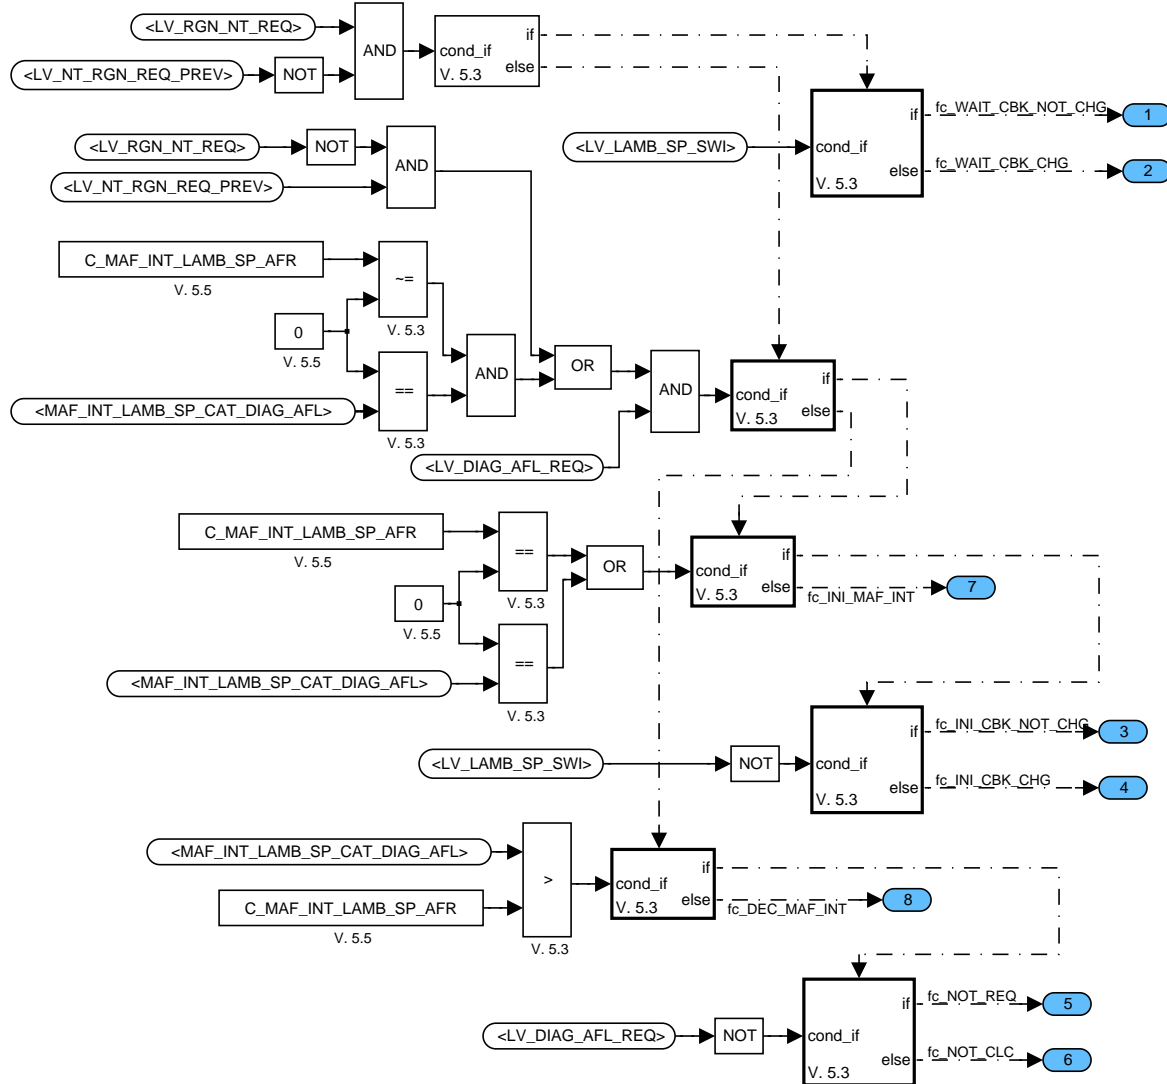 <LV_RGN_NT_REQ>
AND
if
cond_if
else
V. 5.3
<LV_NT_RGN_REQ_PREV>
NOT
if
fc_WAIT_CBK_NOT_CHG
1
<LV_RGN_NT_REQ>
NOT
AND
<LV_LAMB_SP_SWI>
cond_if
fc_WAIT_CBK_CHG
2
else
V. 5.3
<LV_NT_RGN_REQ_PREV>
C_MAF_INT_LAMB_SP_AFR
V. 5.5
~=
V. 5.3
0
V. 5.5
AND
OR
AND
if
cond_if
else
V. 5.3
==
V. 5.3
<MAF_INT_LAMB_SP_CAT_DIAG_AFL>
<LV_DIAG_AFL_REQ>
C_MAF_INT_LAMB_SP_AFR
V. 5.5
==
V. 5.3
OR
if
cond_if
else
V. 5.3
fc_INI_MAF_INT
7
0
V. 5.5
==
V. 5.3
<MAF_INT_LAMB_SP_CAT_DIAG_AFL>
if
fc_INI_CBK_NOT_CHG
3
<LV_LAMB_SP_SWI>
NOT
cond_if
else
fc_INI_CBK_CHG
4
V. 5.3
<MAF_INT_LAMB_SP_CAT_DIAG_AFL>
>
V. 5.3
if
cond_if
else
V. 5.3
fc_DEC_MAF_INT
8
C_MAF_INT_LAMB_SP_AFR
V. 5.5
if
fc_NOT_REQ
5
<LV_DIAG_AFL_REQ>
NOT
cond_if
else
fc_NOT_CLC
6
V. 5.3